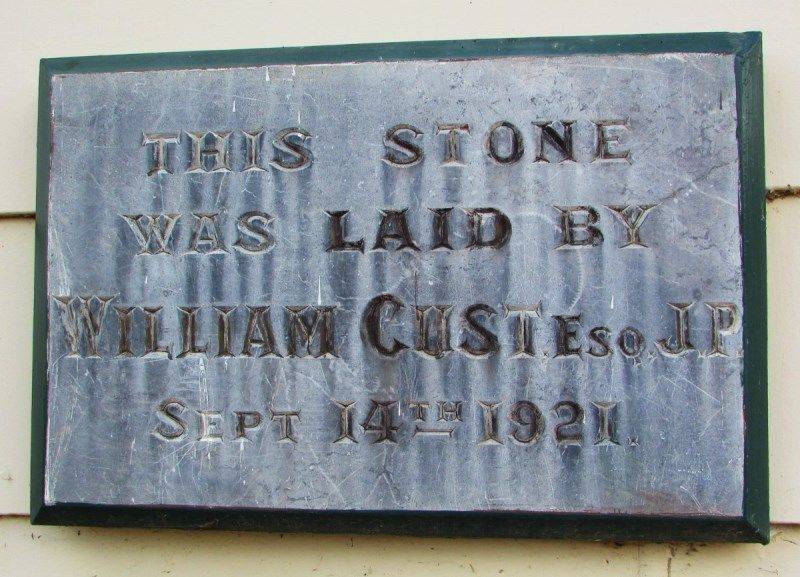 THIS STONE
WAS LAID BY
WILLIAM CUST. ESQ. J.P.
SEPT 14TH 1921.